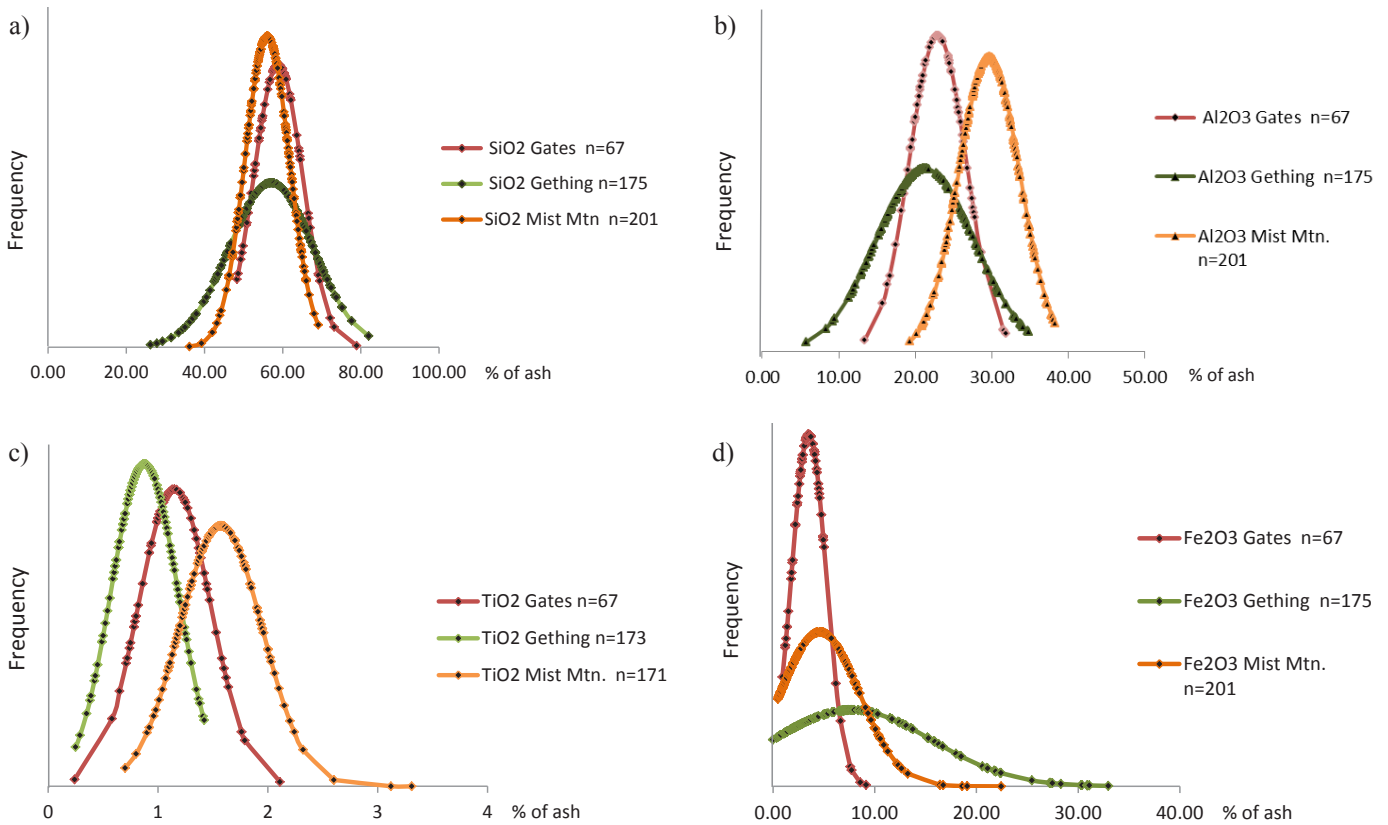 a)
Frequency
SiO2 Gates n=67
SiO2 Gething n=175
SiO2 Mist Mtn n=201
0.00 20.00 40.00 60.00 80.00 100.00 % of ash
b)
Frequency
Al2O3 Gates n=67
Al2O3 Gething n=175
Al2O3 Mist Mtn.
n=201
0.00 10.00 20.00 30.00 40.00 50.00 % of ash
c)
Frequency
TiO2 Gates n=67
TiO2 Gething n=173
TiO2 Mist Mtn. n=171
0 1 2 3 4 % of ash
d)
Frequency
Fe2O3 Gates n=67
Fe2O3 Gething n=175
Fe2O3 Mist Mtn.
n=201
0.00 10.00 20.00 30.00 40.00 % of ash